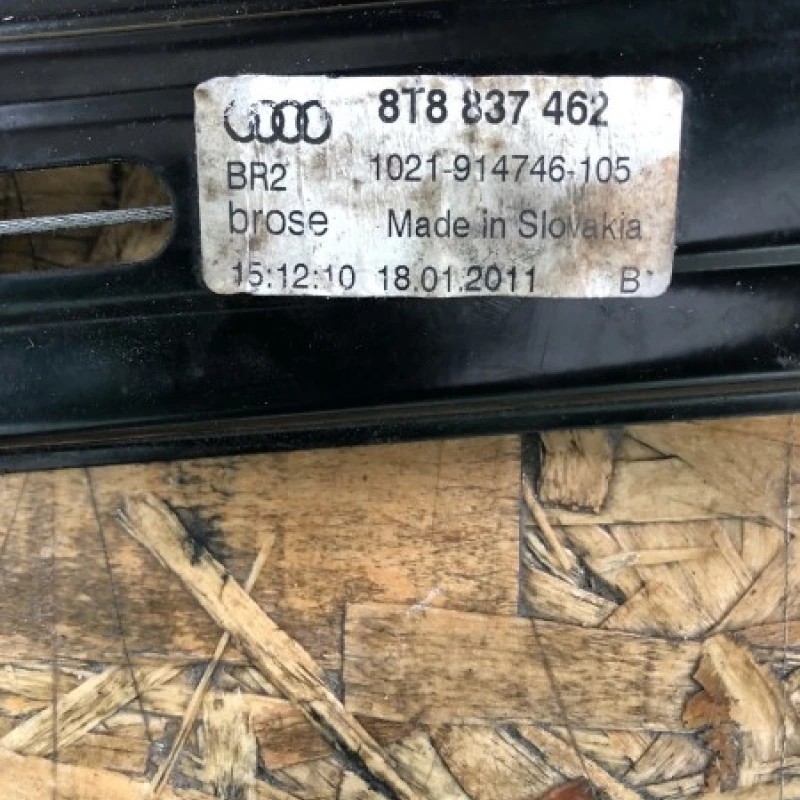 8T8 837 462
BR2 1021-914746-105
brose Made in Slovakia
15:12:10 18.01.2011 B*